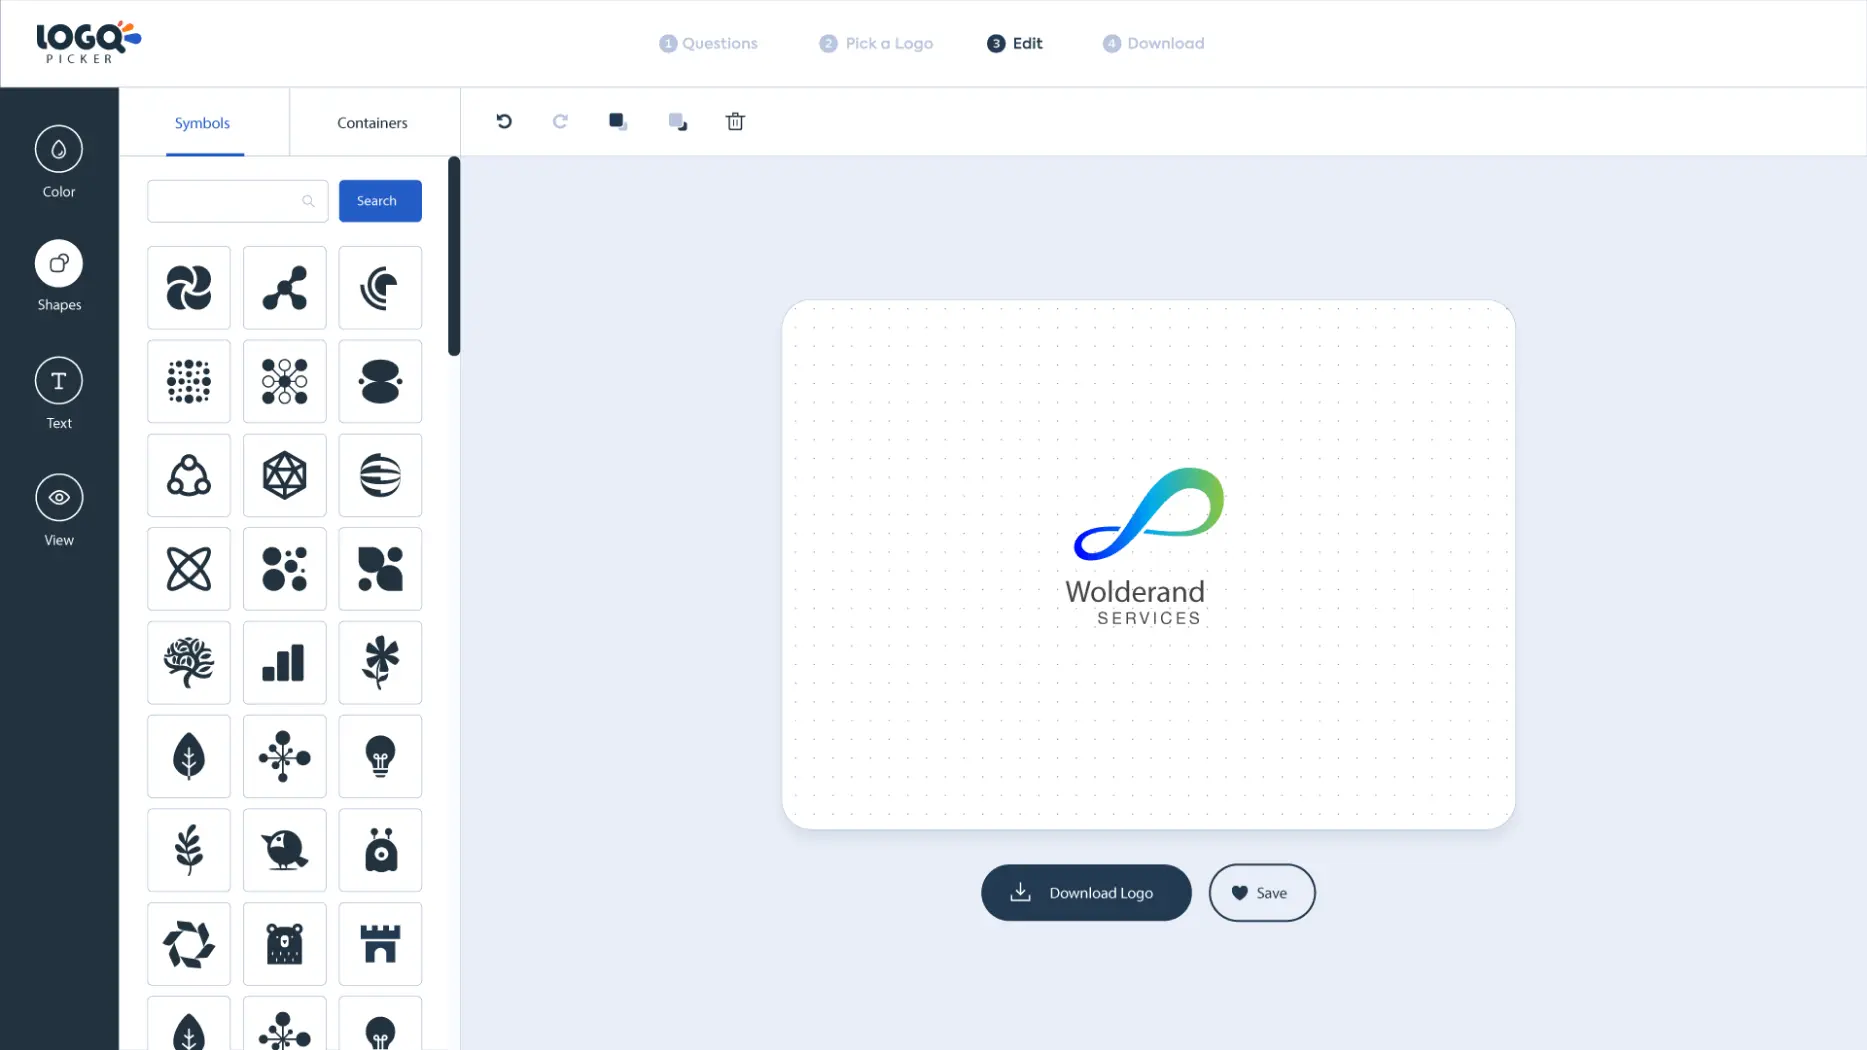 LOGO
PICKER
1 Questions
2 Pick a Logo
3 Edit
4 Download
Color
Shapes
T
Text
View
Symbols
Containers
Search
Wolderand
SERVICES
Download Logo
Save